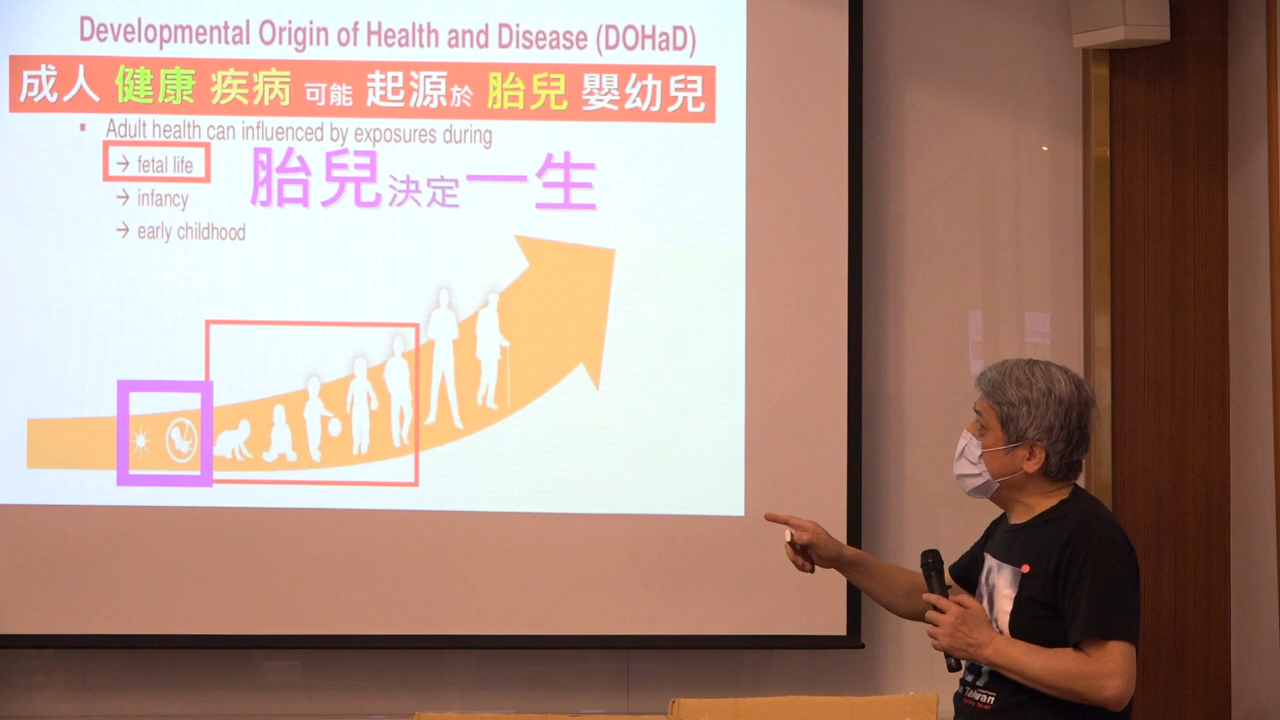 Developmental Origin of Health and Disease (DOHaD)
成人 健康 疾病 可能 起源於 胎兒 嬰幼兒
▪ Adult health can influenced by exposures during
→ fetal life
胎兒決定一生
→ infancy
→ early childhood
Taiwan